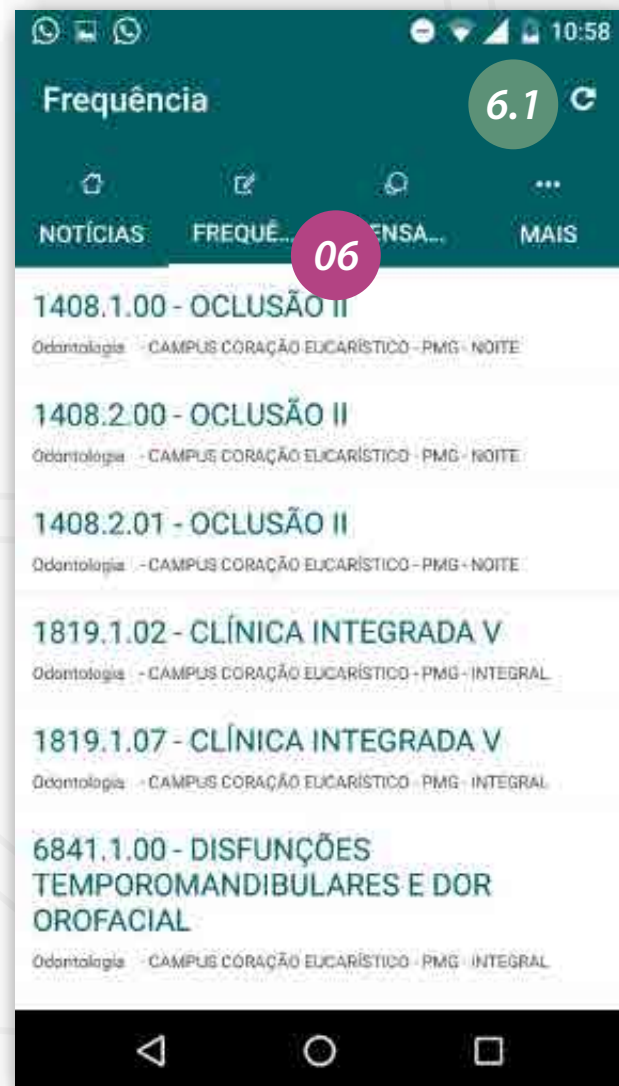 10:58
Frequência
6.1
NOTÍCIAS FREQUÊ... ENSA... MAIS
06
1408.1.00 - OCLUSÃO II
Odontologia - CAMPUS CORAÇÃO EUCARÍSTICO - PMG - NOITE
1408.2.00 - OCLUSÃO II
Odontologia - CAMPUS CORAÇÃO EUCARÍSTICO - PMG - NOITE
1408.2.01 - OCLUSÃO II
Odontologia - CAMPUS CORAÇÃO EUCARÍSTICO - PMG - NOITE
1819.1.02 - CLÍNICA INTEGRADA V
Odontologia - CAMPUS CORAÇÃO EUCARÍSTICO - PMG - INTEGRAL
1819.1.07 - CLÍNICA INTEGRADA V
Odontologia - CAMPUS CORAÇÃO EUCARÍSTICO - PMG - INTEGRAL
6841.1.00 - DISFUNÇÕES
TEMPOROMANDIBULARES E DOR
OROFACIAL
Odontologia - CAMPUS CORAÇÃO EUCARÍSTICO - PMG - INTEGRAL